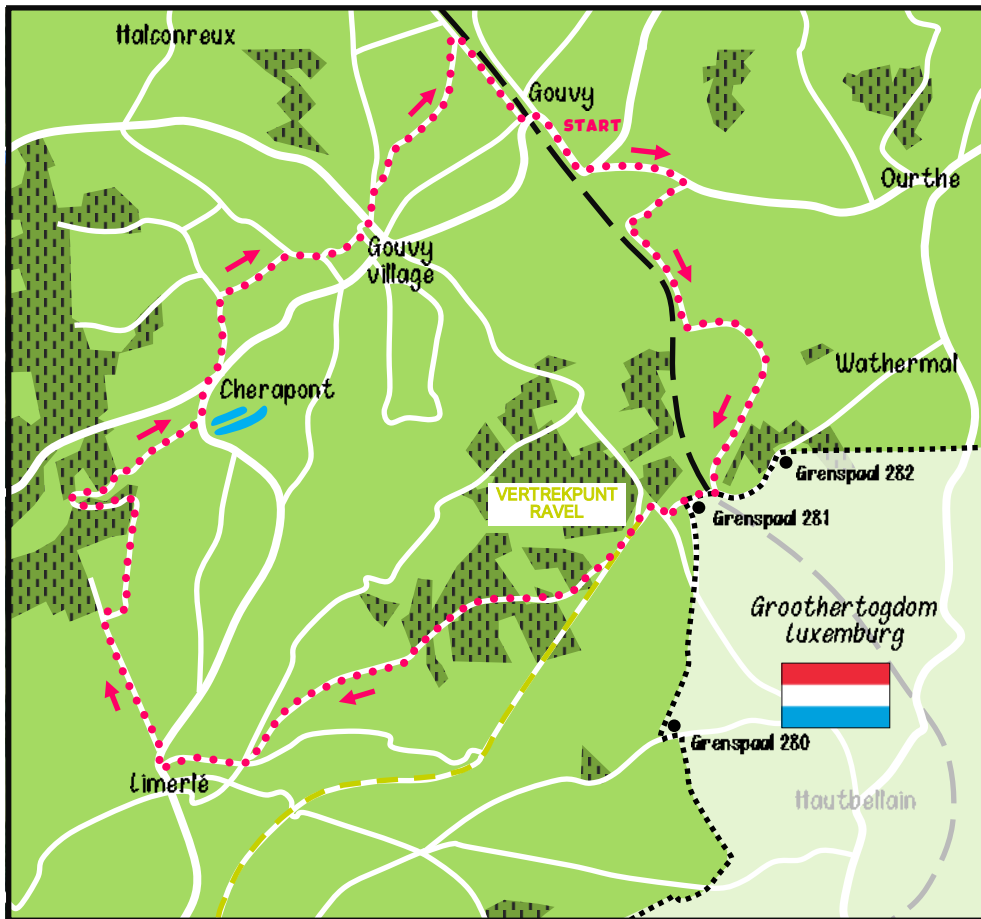 Halconreux
Gouvy
START
Ourthe
Gouvy
village
Wathermal
Cherapont
Grenspaal 282
VERTREKPUNT
RAVEL
Grenspaal 281
Groothertogdom
Luxemburg
Grenspaal 280
Limerlé
Hautbellain